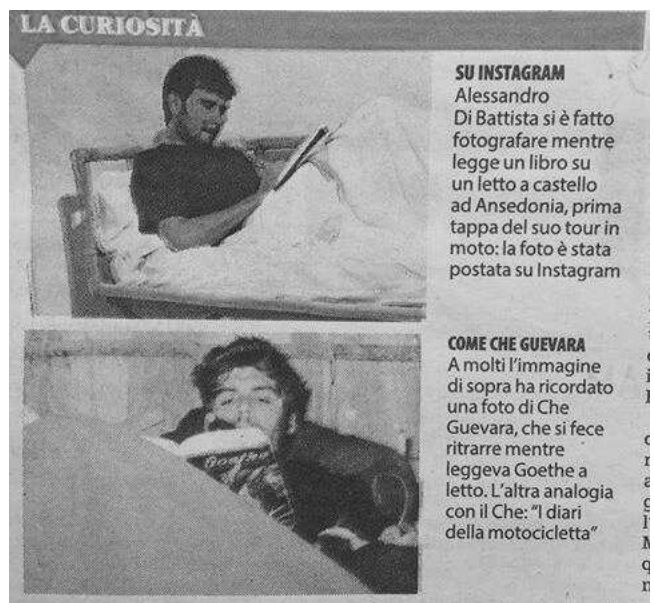 LA CURIOSITÀ
SU INSTAGRAM
Alessandro
Di Battista si è fatto
fotografare mentre
legge un libro su
un letto a castello
ad Ansedonia, prima
tappa del suo tour in
moto: la foto è stata
postata su Instagram
COME CHE GUEVARA
A molti l'immagine
di sopra ha ricordato
una foto di Che
Guevara, che si fece
ritrarre mentre
leggeva Goethe a
letto. L'altra analogia
con il Che: "I diari
della motocicletta"